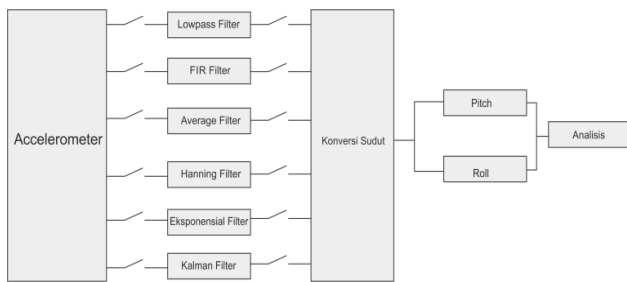 Accelerometer
Lowpass Filter
FIR Filter
Average Filter
Hanning Filter
Eksponensial Filter
Kalman Filter
Konversi Sudut
Pitch
Roll
Analisis